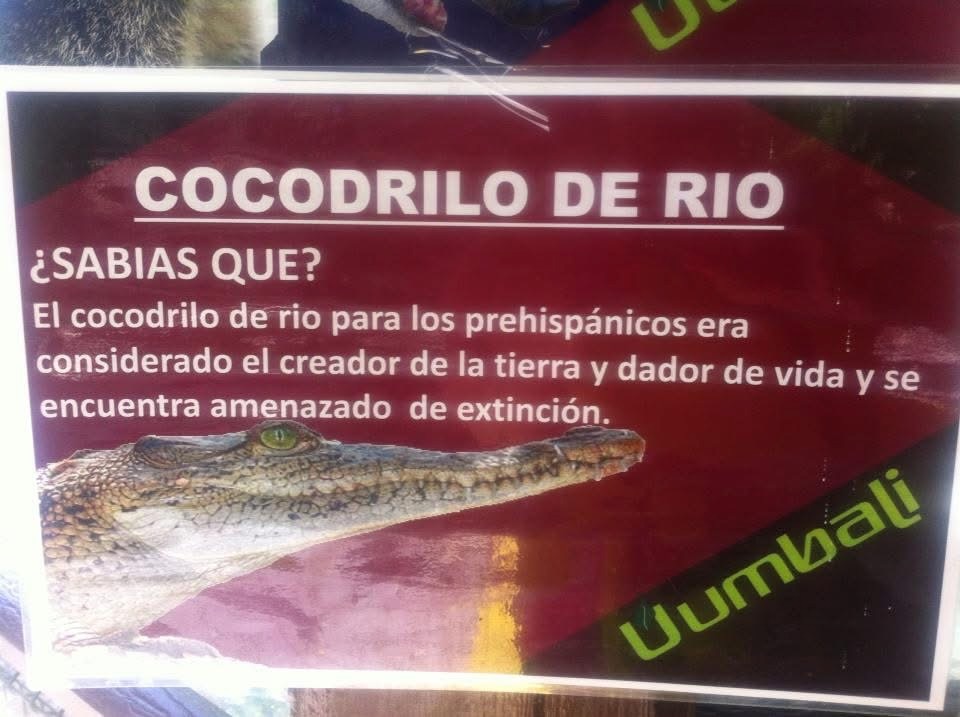 COCODRILO DE RIO
¿SABIAS QUE?
El cocodrilo de rio para los prehispánicos era
considerado el creador de la tierra y dador de vida y se
encuentra amenazado de extinción.
Uumbali